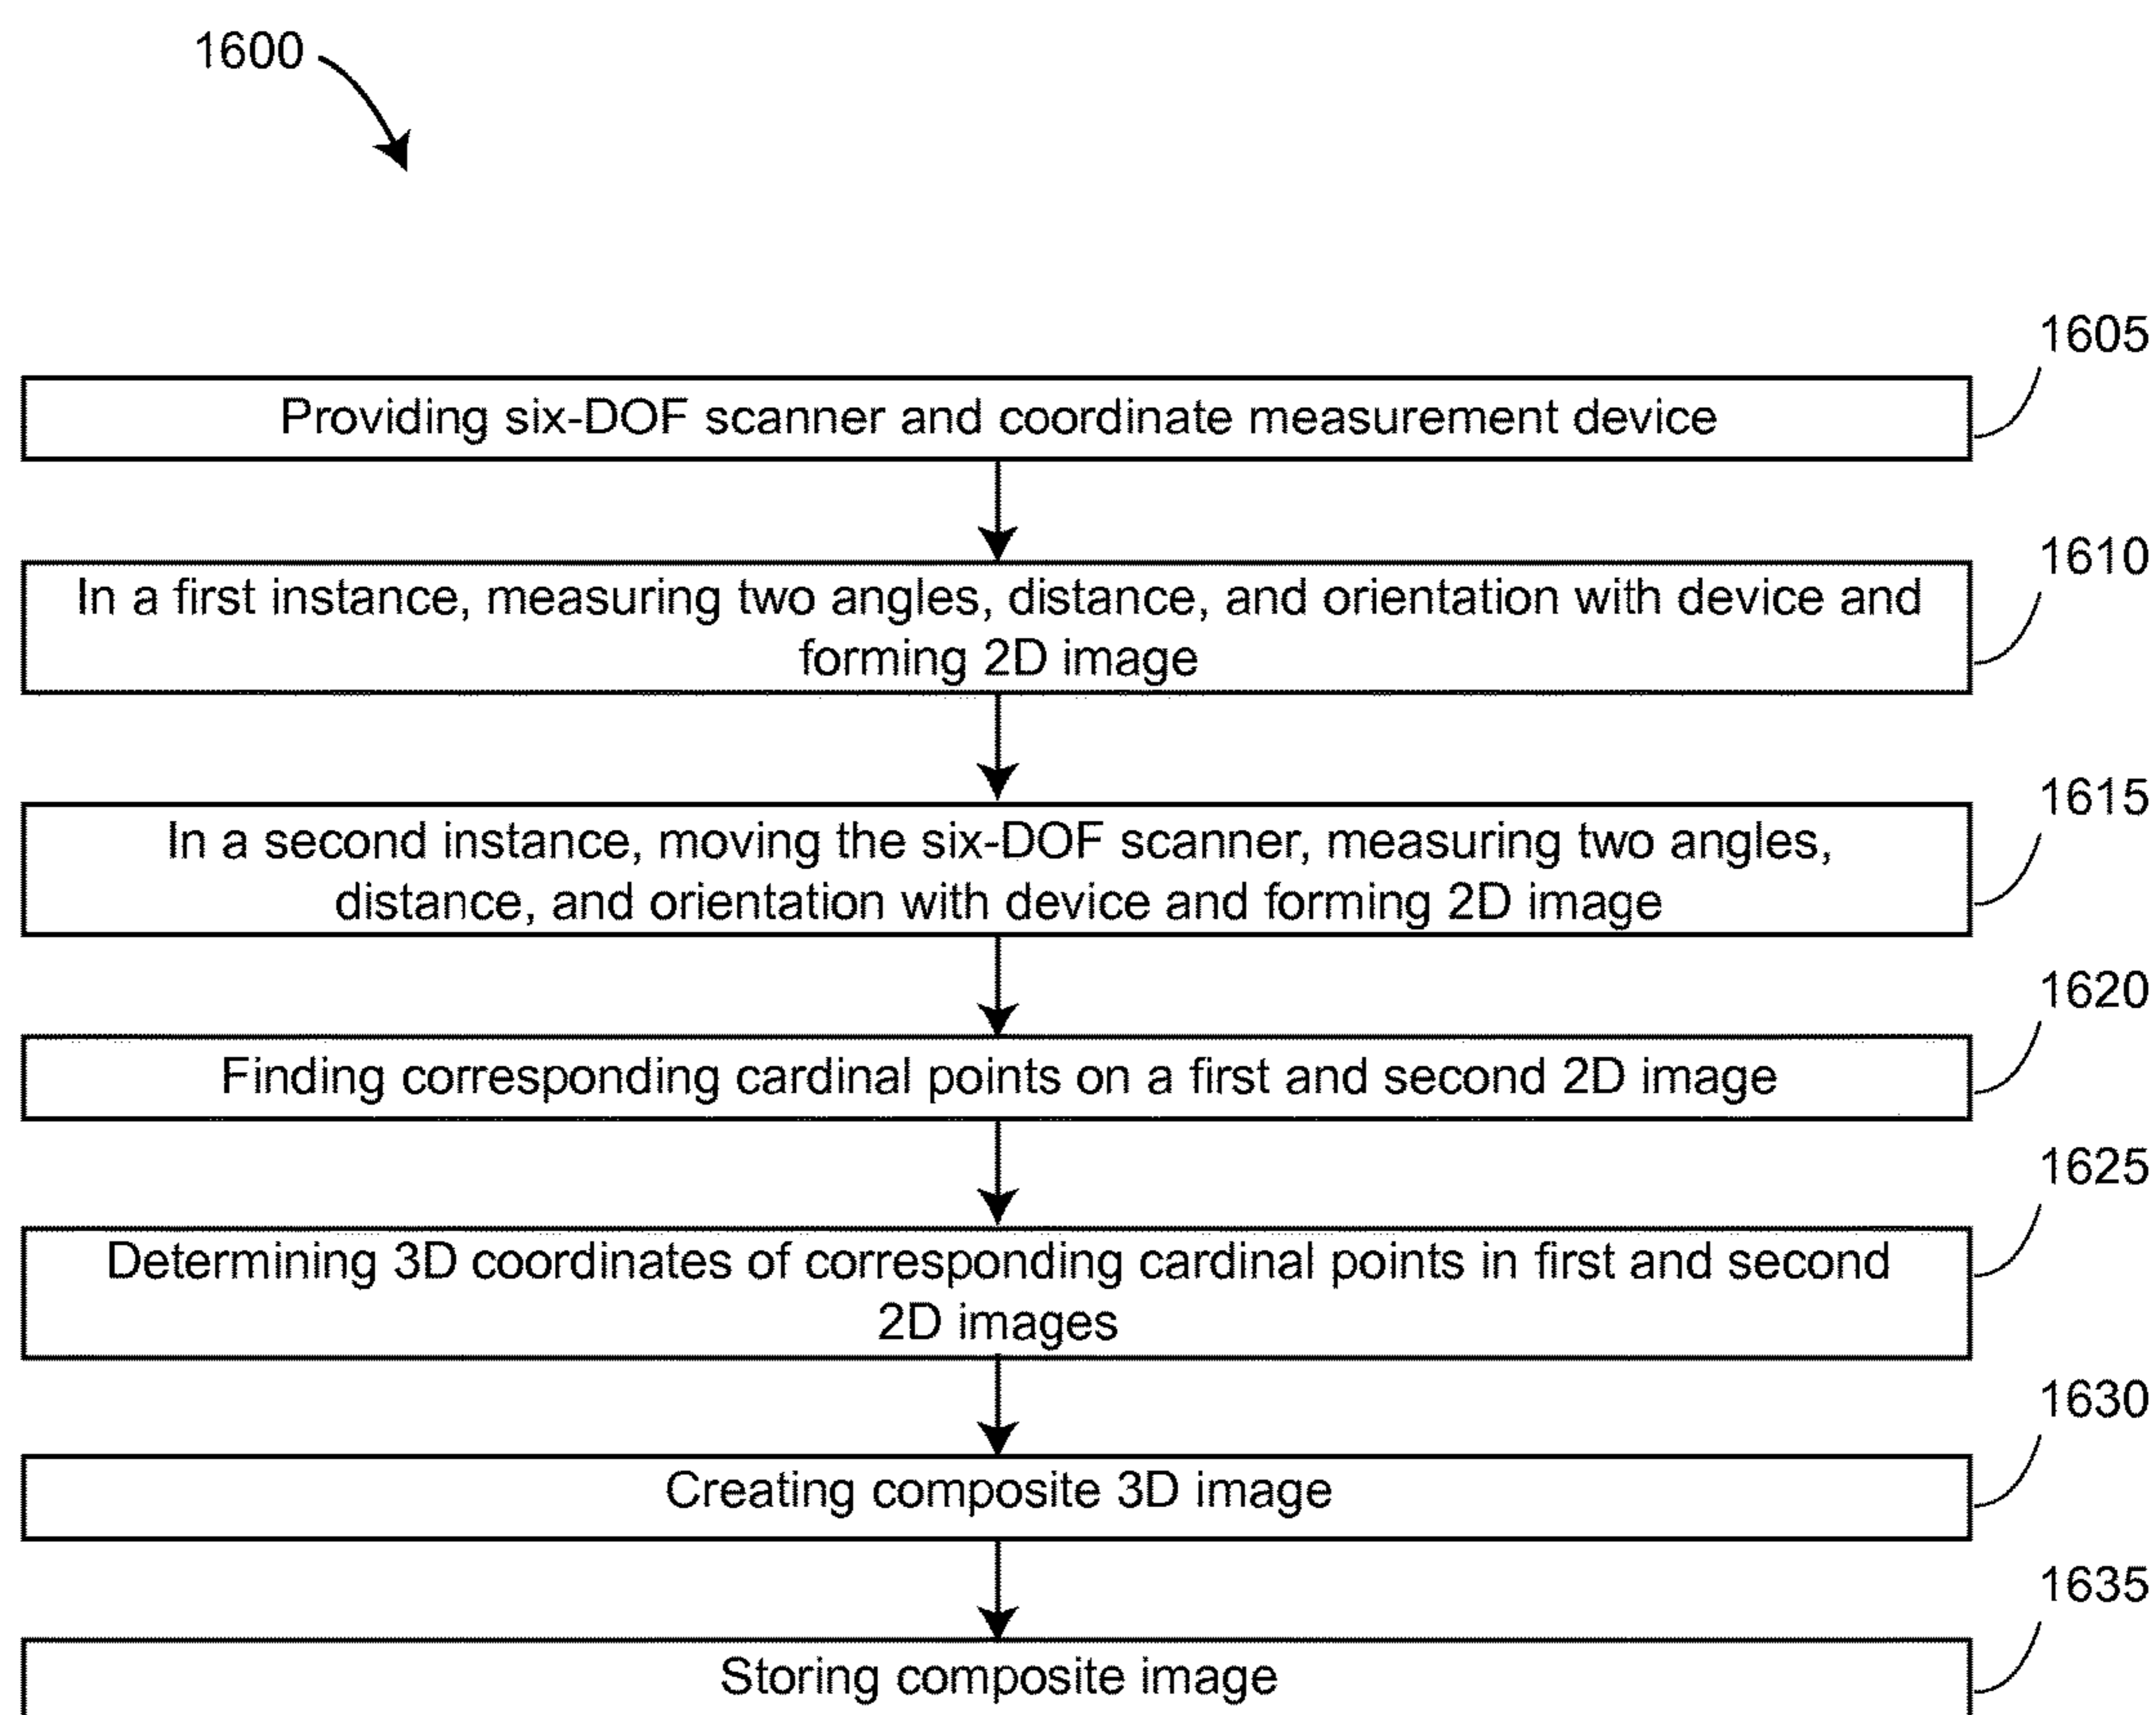 1600
1605
Providing six-DOF scanner and coordinate measurement device
1610
In a first instance, measuring two angles, distance, and orientation with device and
forming 2D image
1615
In a second instance, moving the six-DOF scanner, measuring two angles,
distance, and orientation with device and forming 2D image
1620
Finding corresponding cardinal points on a first and second 2D image
1625
Determining 3D coordinates of corresponding cardinal points in first and second
2D images
1630
Creating composite 3D image
1635
Storing composite image